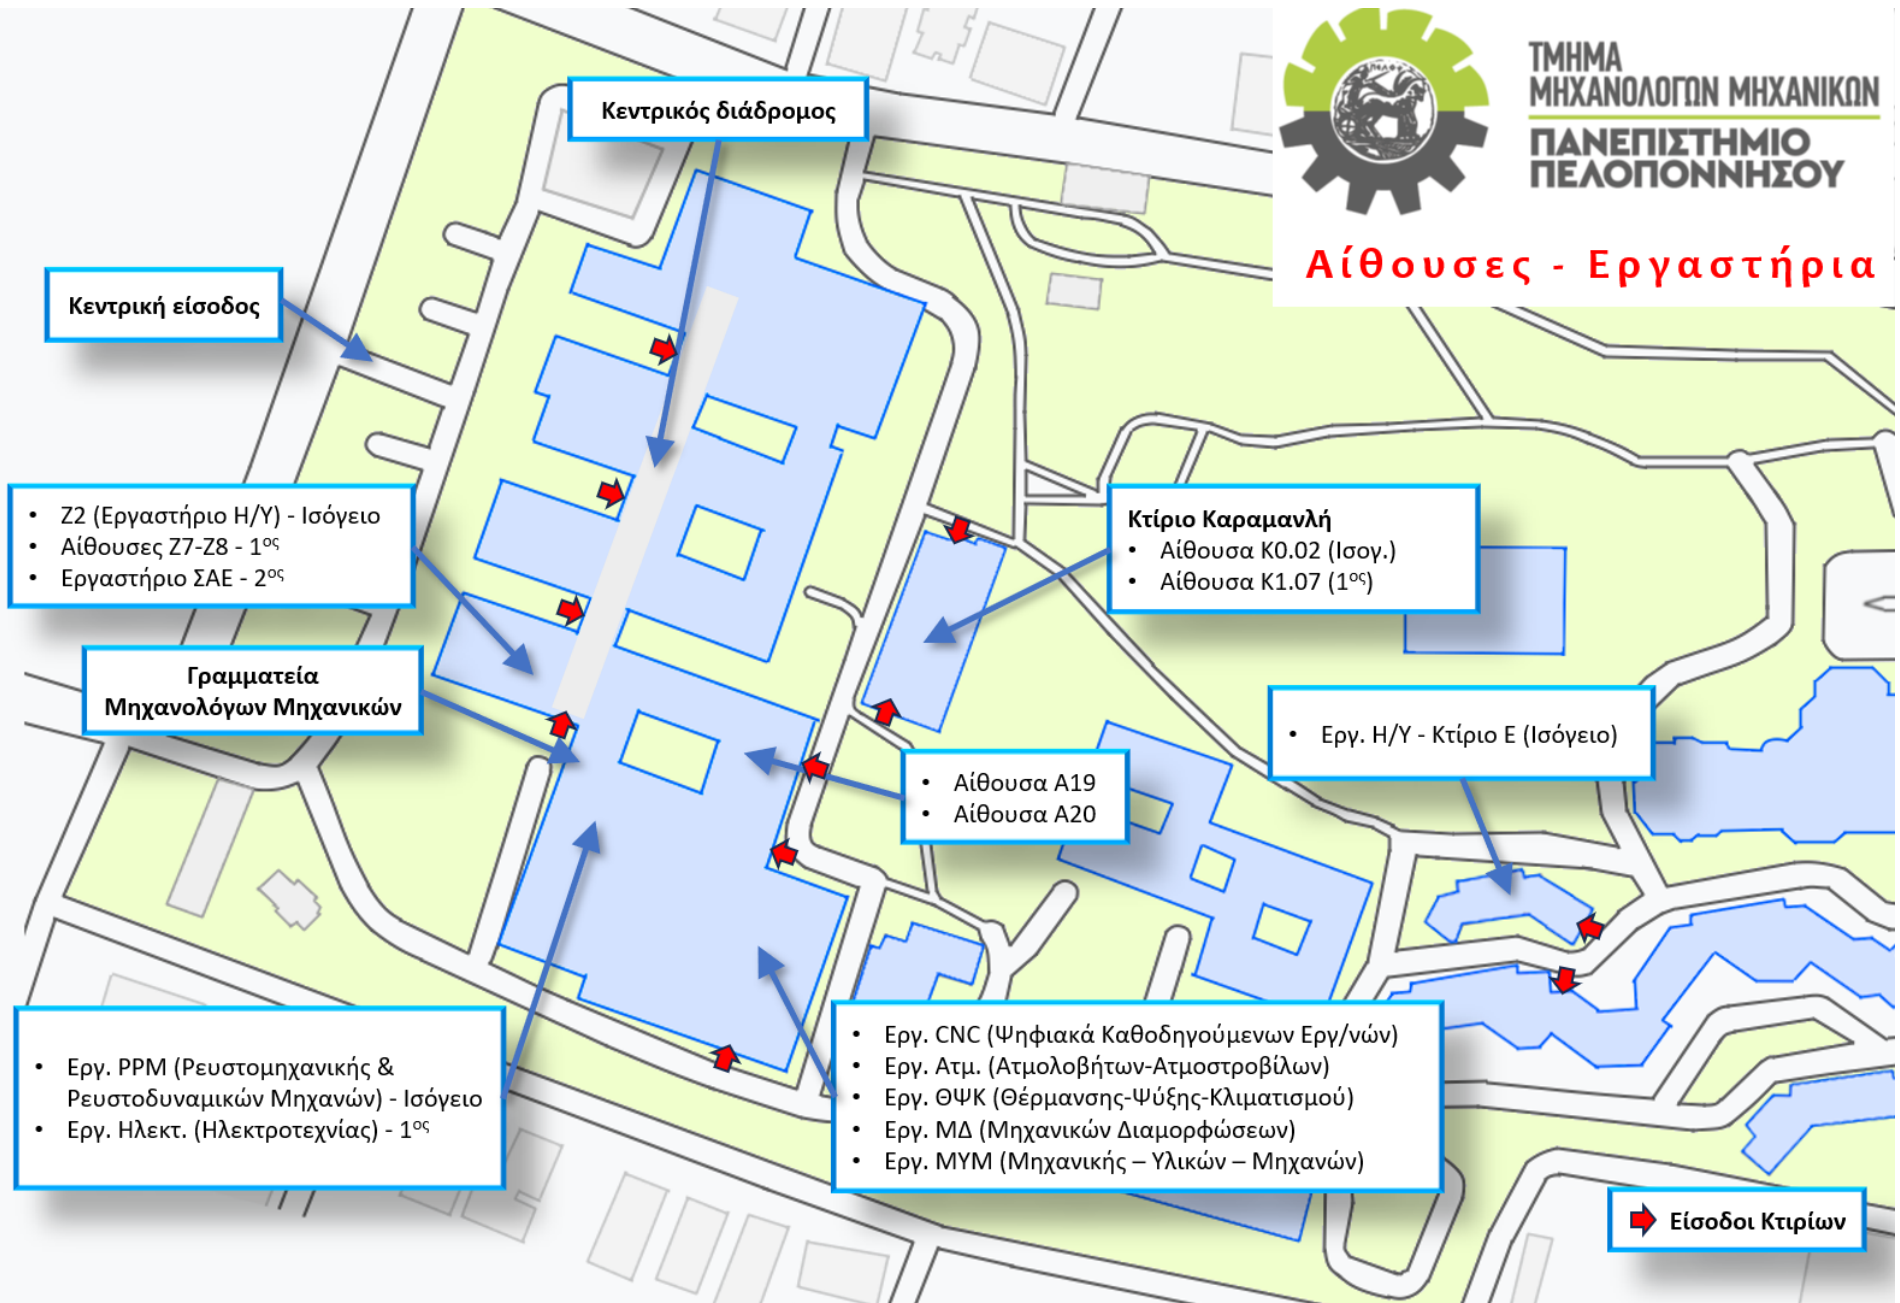 ΤΜΗΜΑ
ΜΗΧΑΝΟΛΟΓΩΝ ΜΗΧΑΝΙΚΩΝ
ΠΑΝΕΠΙΣΤΗΜΙΟ
ΠΕΛΟΠΟΝΝΗΣΟΥ
Αίθουσες - Εργαστήρια
Κεντρικός διάδρομος
Κεντρική είσοδος
• Ζ2 (Εργαστήριο Η/Υ) - Ισόγειο
• Αίθουσες Ζ7-Ζ8 - 1ος
• Εργαστήριο ΣΑΕ - 2ος
Κτίριο Καραμανλή
• Αίθουσα Κ0.02 (Ισογ.)
• Αίθουσα Κ1.07 (1ος)
Γραμματεία
Μηχανολόγων Μηχανικών
• Εργ. Η/Υ - Κτίριο Ε (Ισόγειο)
• Αίθουσα Α19
• Αίθουσα Α20
• Εργ. ΡΡΜ (Ρευστομηχανικής &
Ρευστοδυναμικών Μηχανών) - Ισόγειο
• Εργ. Ηλεκτ. (Ηλεκτροτεχνίας) - 1ος
• Εργ. CNC (Ψηφιακά Καθοδηγούμενων Εργ/νών)
• Εργ. Ατμ. (Ατμολοβήτων-Ατμοστροβίλων)
• Εργ. ΘΨΚ (Θέρμανσης-Ψύξης-Κλιματισμού)
• Εργ. ΜΔ (Μηχανικών Διαμορφώσεων)
• Εργ. ΜΥΜ (Μηχανικής – Υλικών – Μηχανών)
Είσοδοι Κτιρίων